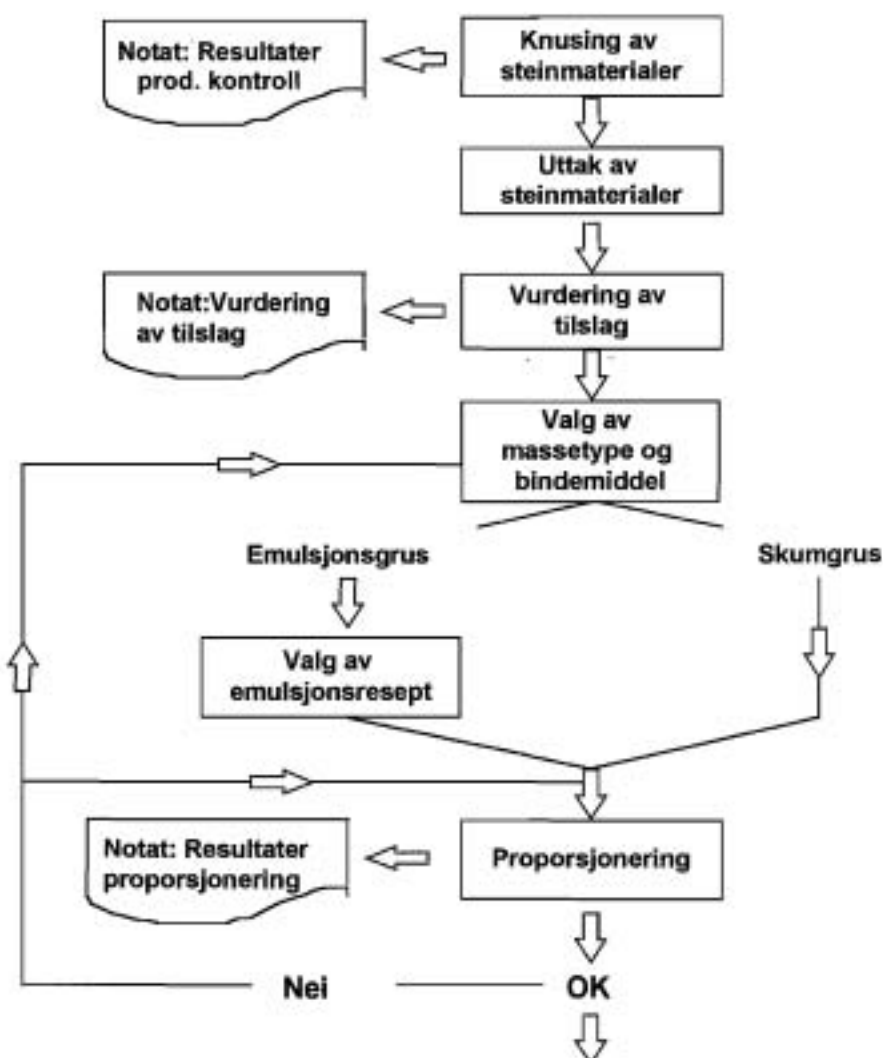 Notat: Resultater
prod. kontroll
Knusing av
steinmaterialer
Uttak av
steinmaterialer
Notat:Vurdering
av tilslag
Vurdering av
tilslag
Valg av
massetype og
bindemiddel
Emulsjonsgrus
Skumgrus
Valg av
emulsjonsresept
Notat: Resultater
proporsjonering
Proporsjonering
Nei
OK